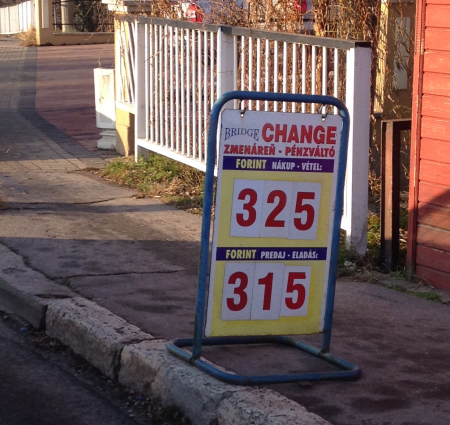 BRIDGE CHANGE
ZMENÁREŇ - PÉNZVÁLTÓ
FORINT NÁKUP - VÉTEL:
325
FORINT PREDAJ - ELADÁS:
315